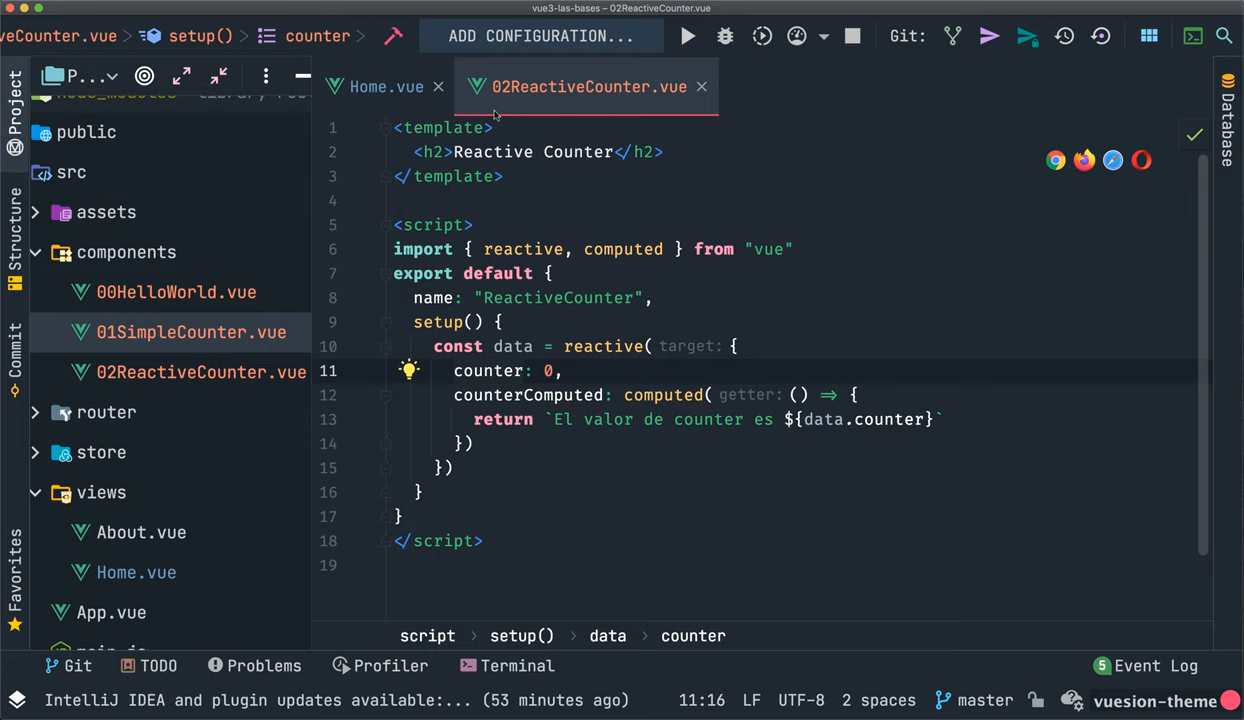 vue3-las-bases – 02ReactiveCounter.vue
veCounter.vue setup() counter ADD CONFIGURATION... Git:
P...
Home.vue 02ReactiveCounter.vue
Project
Structure
Commit
Favorites
Database
public
src
assets
components
00HelloWorld.vue
01SimpleCounter.vue
02ReactiveCounter.vue
router
store
views
About.vue
Home.vue
App.vue
1 <template>
2 <h2>Reactive Counter</h2>
3 </template>
4
5 <script>
6 import { reactive, computed } from "vue"
7 export default {
8 name: "ReactiveCounter",
9 setup() {
10 const data = reactive( target: {
11 counter: 0,
12 counterComputed: computed( getter: () => {
13 return `El valor de counter es ${data.counter}`
14 })
15 })
16 }
17 }
18 </script>
19
script > setup() > data > counter
Git TODO Problems Profiler Terminal 5 Event Log
IntelliJ IDEA and plugin updates available:... (53 minutes ago) 11:16 LF UTF-8 2 spaces master vuesion-theme